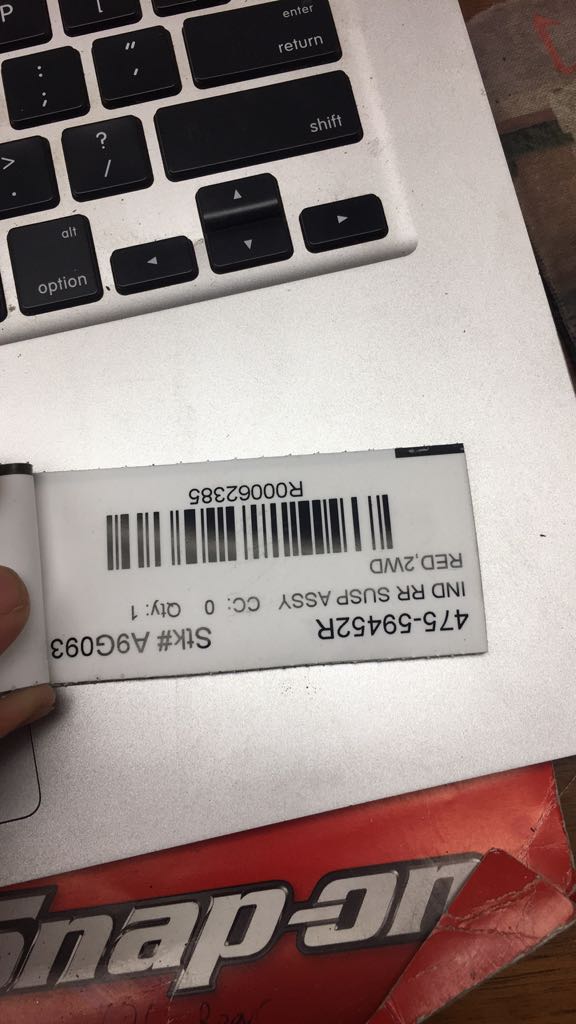 P
{
[
enter
return
:
;
"
'
shift
>
.
?
/
alt
option
475-59452R Stk# A9G093
IND RR SUSP ASSY CC: 0 Qty: 1
RED,2WD
R00062385
Snap-on